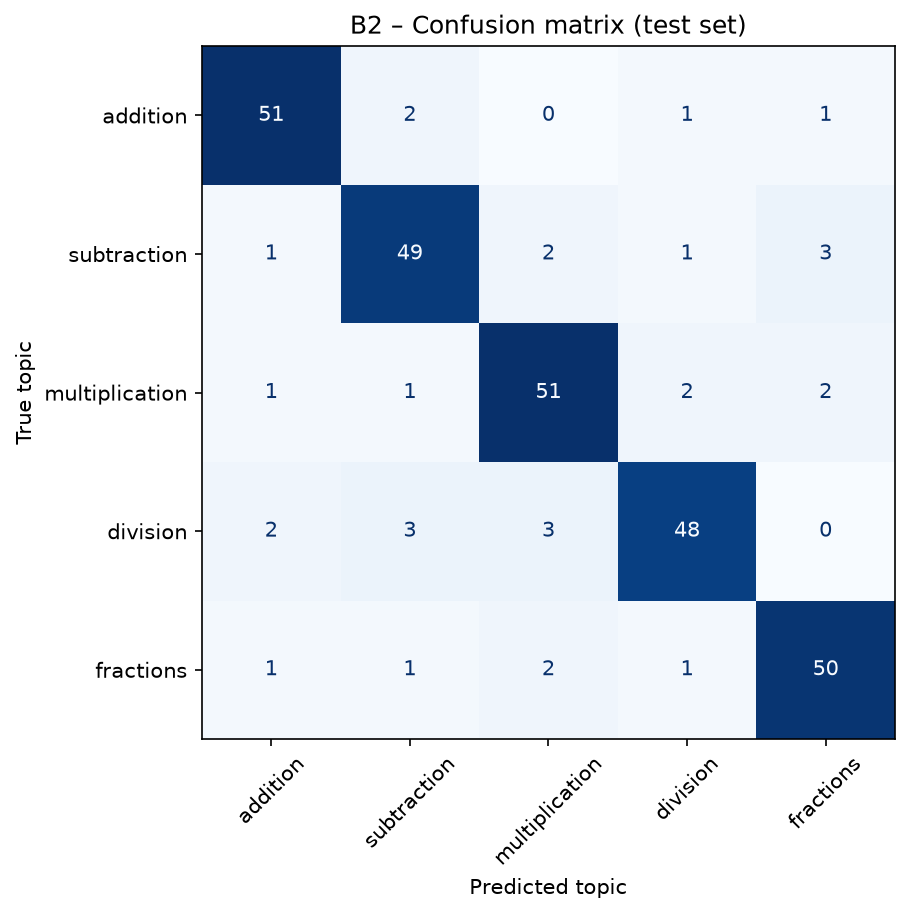 B2 – Confusion matrix (test set)
addition 51 2 0 1 1
subtraction 1 49 2 1 3
multiplication 1 1 51 2 2
division 2 3 3 48 0
fractions 1 1 2 1 50
True topic
addition subtraction multiplication division fractions
Predicted topic